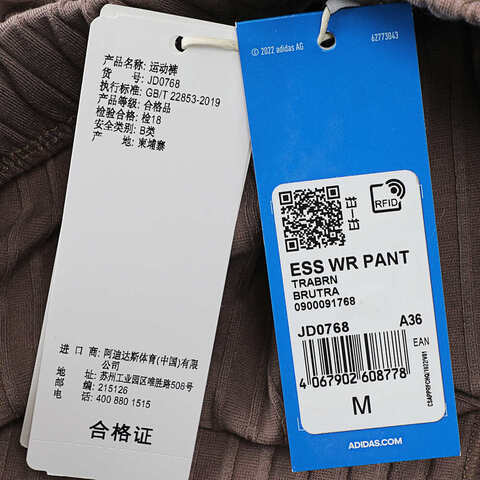 产品名称: 运动裤
货 号: JD0768
执行标准: GB/T 22853-2019
产品等级: 合格品
检验合格: 检18
安全类别: B类
产 地: 柬埔寨
进 口 商: 阿迪达斯体育(中国)有限
公司
地 址: 苏州工业园区唯胜路506号
邮 编: 215126
电 话: 400 880 1515
合格证
© 2022 adidas AG
62773043
RFID
ESS WR PANT
TRABRN
BRUTRA
0900091768
JD0768 A36
EAN
4 067902 608778
M
ADIDAS.COM